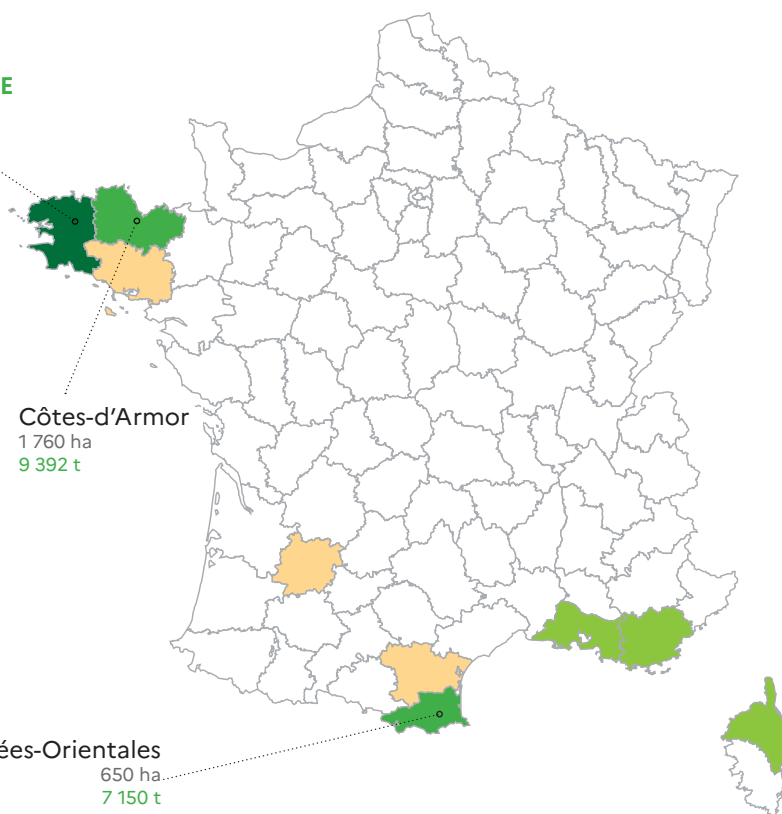 E
Côtes-d'Armor
1 760 ha
9 392 t
ées-Orientales
650 ha
7 150 t